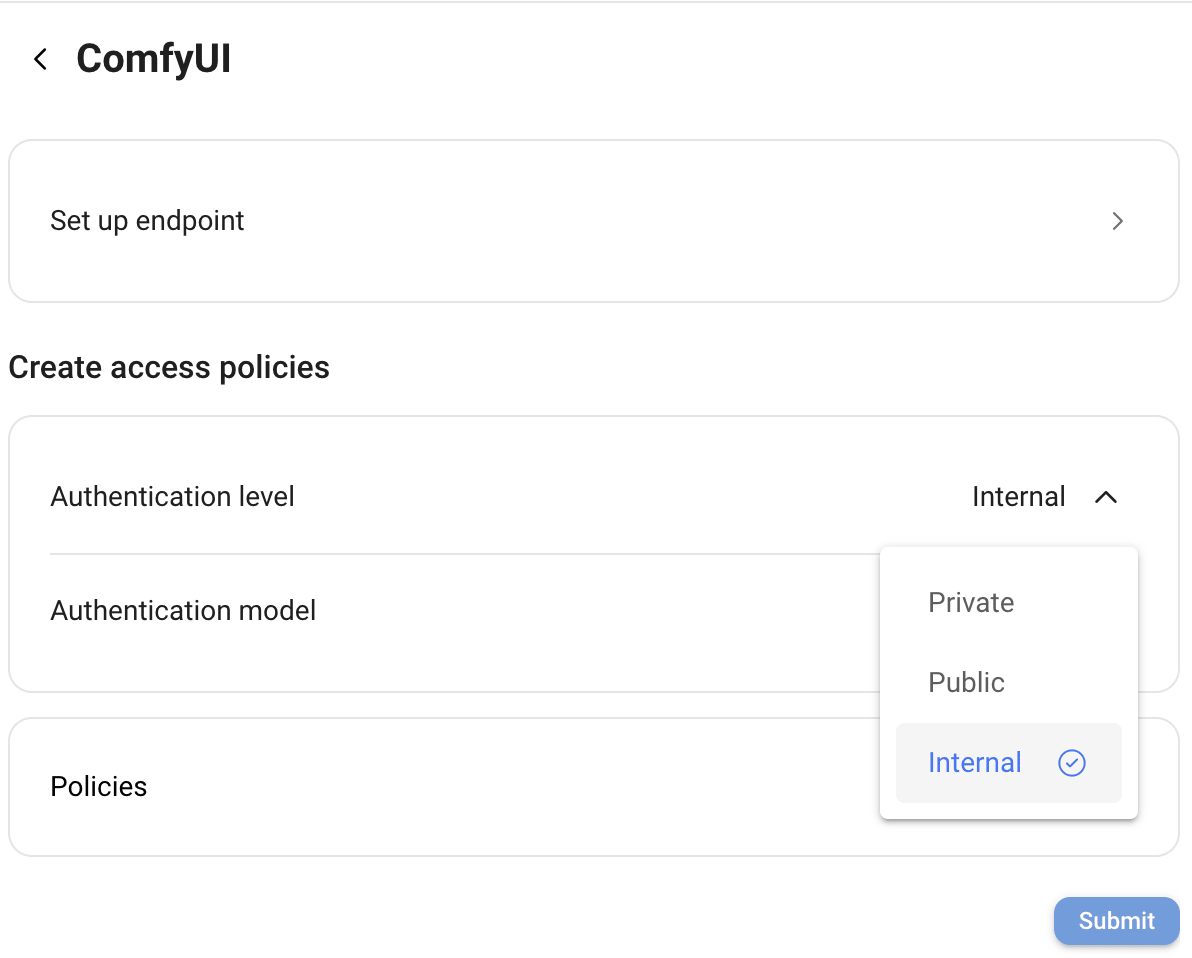 ComfyUI
Set up endpoint
Create access policies
Authentication level
Internal
Authentication model
Private
Public
Internal
Policies
Submit